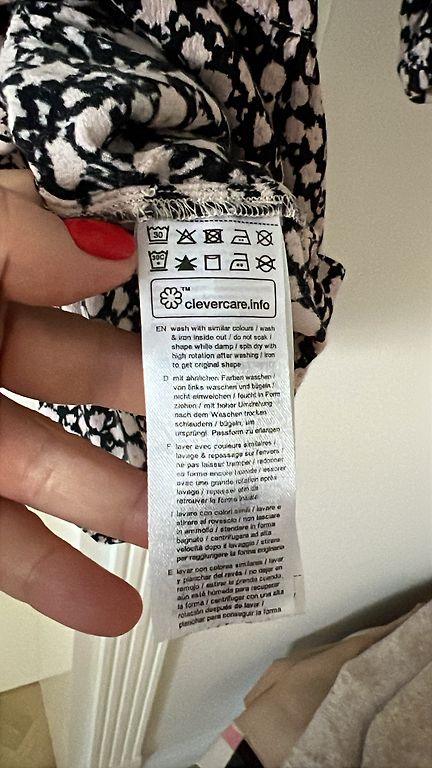 30
30C
™
clevercare.info
EN wash with similar colours / wash
& iron inside out / do not soak /
shape while damp / spin dry with
high rotation after washing / iron
to get original shape
D mit ähnlichen Farben waschen /
von links waschen und bügeln /
nicht einweichen / feucht in Form
ziehen / mit hoher Umdrehung
nach dem Waschen trocken
schleudern / bügeln, um
ursprüngl. Passform zu erlangen
F laver avec couleurs similaires /
lavage & repassage sur l'envers /
ne pas laisser tremper / redonner
sa forme encore humide / essorer
avec une grande rotation après
lavage / repasser afin de
retrouver la forme initiale
I lavare con colori simili / lavare e
stirare al rovescio / non lasciare
in ammollo / stendere in forma
bagnato / centrifugare ad alta
velocità dopo il lavaggio / stirare
per raggiungere la forma originaria
E lavar con colores similares / lavar
y planchar del revés / no dejar en
remojo / estirar la prenda cuando
aún esté húmeda para recuperar
la forma / centrifugar con una alta
rotación después de lavar /
planchar para conseguir la forma